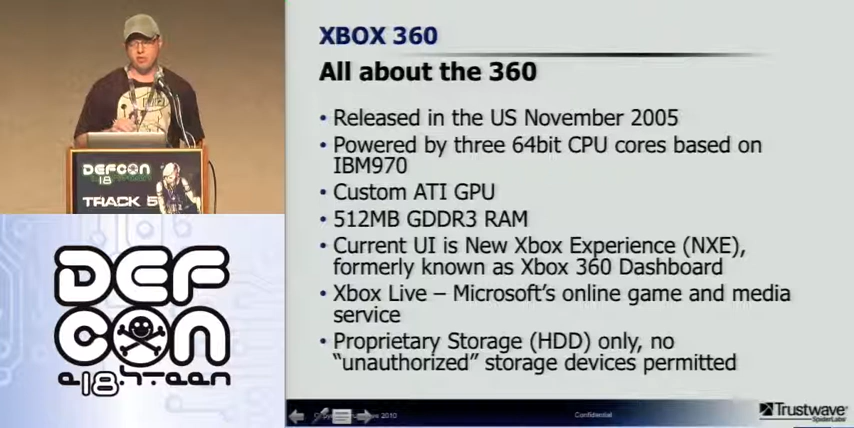 XBOX 360
All about the 360
• Released in the US November 2005
• Powered by three 64bit CPU cores based on
IBM970
• Custom ATI GPU
• 512MB GDDR3 RAM
• Current UI is New Xbox Experience (NXE),
formerly known as Xbox 360 Dashboard
• Xbox Live – Microsoft's online game and media
service
• Proprietary Storage (HDD) only, no
"unauthorized" storage devices permitted
2010
Confidential
Trustwave
SpiderLabs
DEFCON
18
TRACK 5
DEF
CON
e18hteen